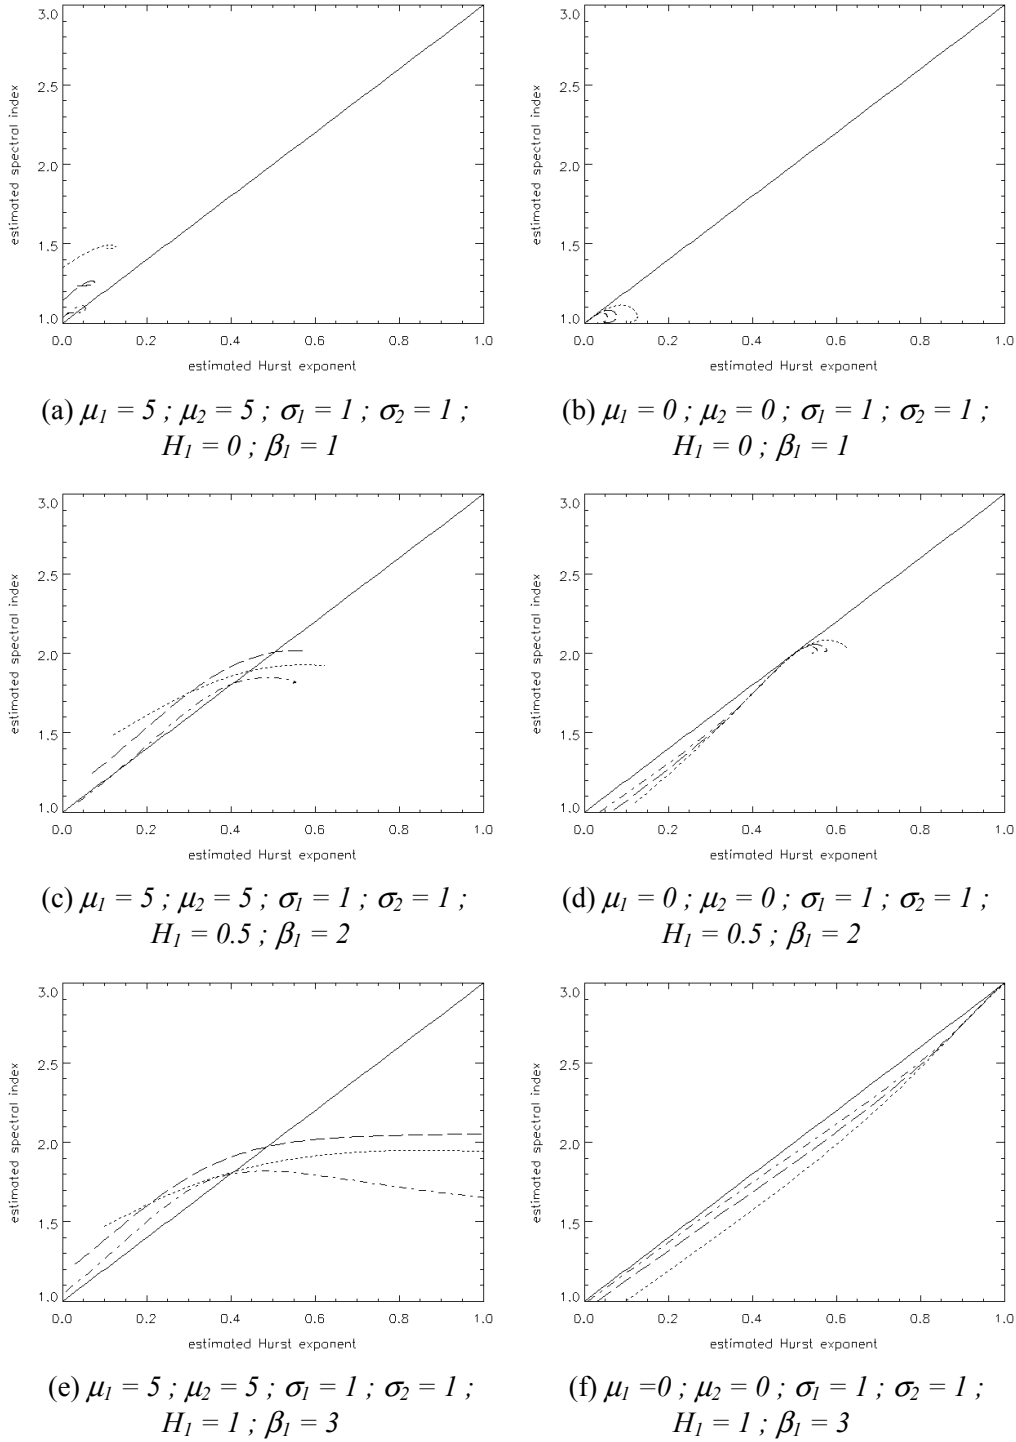 3.0
2.5
2.0
1.5
1.0
estimated spectral index
0.0 0.2 0.4 0.6 0.8 1.0
estimated Hurst exponent
(a) μ1 = 5 ; μ2 = 5 ; σ1 = 1 ; σ2 = 1 ;
H1 = 0 ; β1 = 1
3.0
2.5
2.0
1.5
1.0
estimated spectral index
0.0 0.2 0.4 0.6 0.8 1.0
estimated Hurst exponent
(b) μ1 = 0 ; μ2 = 0 ; σ1 = 1 ; σ2 = 1 ;
H1 = 0 ; β1 = 1
3.0
2.5
2.0
1.5
1.0
estimated spectral index
0.0 0.2 0.4 0.6 0.8 1.0
estimated Hurst exponent
(c) μ1 = 5 ; μ2 = 5 ; σ1 = 1 ; σ2 = 1 ;
H1 = 0.5 ; β1 = 2
3.0
2.5
2.0
1.5
1.0
estimated spectral index
0.0 0.2 0.4 0.6 0.8 1.0
estimated Hurst exponent
(d) μ1 = 0 ; μ2 = 0 ; σ1 = 1 ; σ2 = 1 ;
H1 = 0.5 ; β1 = 2
3.0
2.5
2.0
1.5
1.0
estimated spectral index
0.0 0.2 0.4 0.6 0.8 1.0
estimated Hurst exponent
(e) μ1 = 5 ; μ2 = 5 ; σ1 = 1 ; σ2 = 1 ;
H1 = 1 ; β1 = 3
3.0
2.5
2.0
1.5
1.0
estimated spectral index
0.0 0.2 0.4 0.6 0.8 1.0
estimated Hurst exponent
(f) μ1 =0 ; μ2 = 0 ; σ1 = 1 ; σ2 = 1 ;
H1 = 1 ; β1 = 3